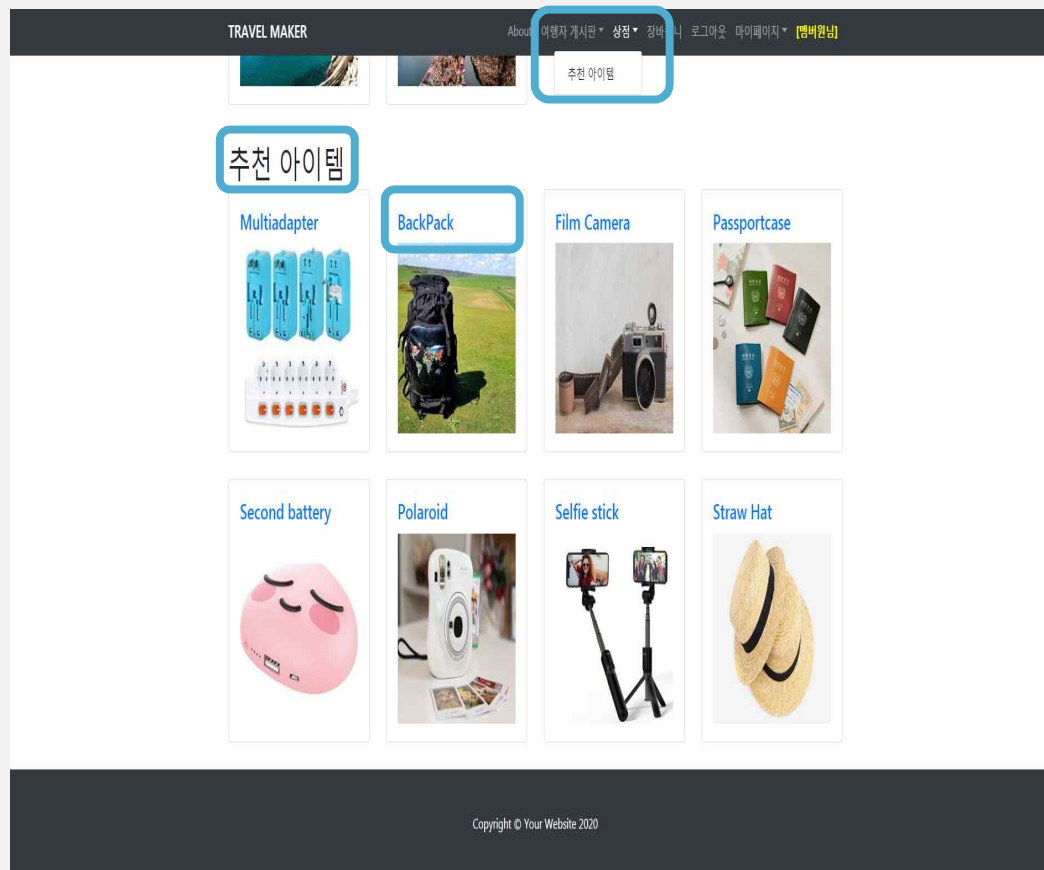 TRAVEL MAKER
About 여행자 게시판 상점 장바구니 로그아웃 마이페이지 [멤버원님]
추천 아이템
추천 아이템
Multiadapter
BackPack
Film Camera
Passportcase
Second battery
Polaroid
Selfie stick
Straw Hat
Copyright © Your Website 2020